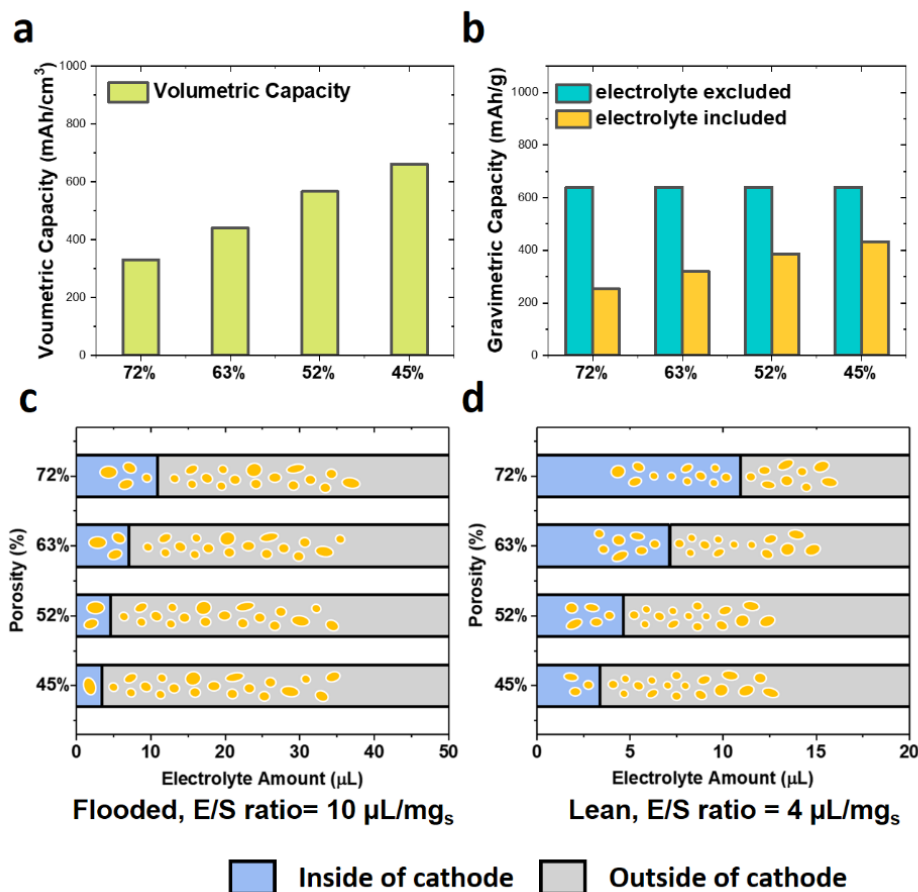 a
Voumetric Capacity (mAh/cm³)
1000
800
600
400
200
0
Volumetric Capacity
72% 63% 52% 45%
b
Gravimetric Capacity (mAh/g)
1000
800
600
400
200
0
electrolyte excluded
electrolyte included
72% 63% 52% 45%
c
Porosity (%)
72%
63%
52%
45%
0 10 20 30 40 50
Electrolyte Amount (μL)
Flooded, E/S ratio= 10 μL/mgₛ
d
Porosity (%)
72%
63%
52%
45%
0 5 10 15 20
Electrolyte Amount (μL)
Lean, E/S ratio = 4 μL/mgₛ
Inside of cathode
Outside of cathode